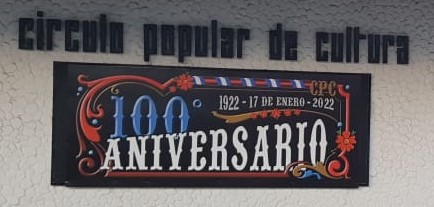 circulo popular de cultura
CPC
1922 - 17 DE ENERO - 2022
100°
ANIVERSARIO